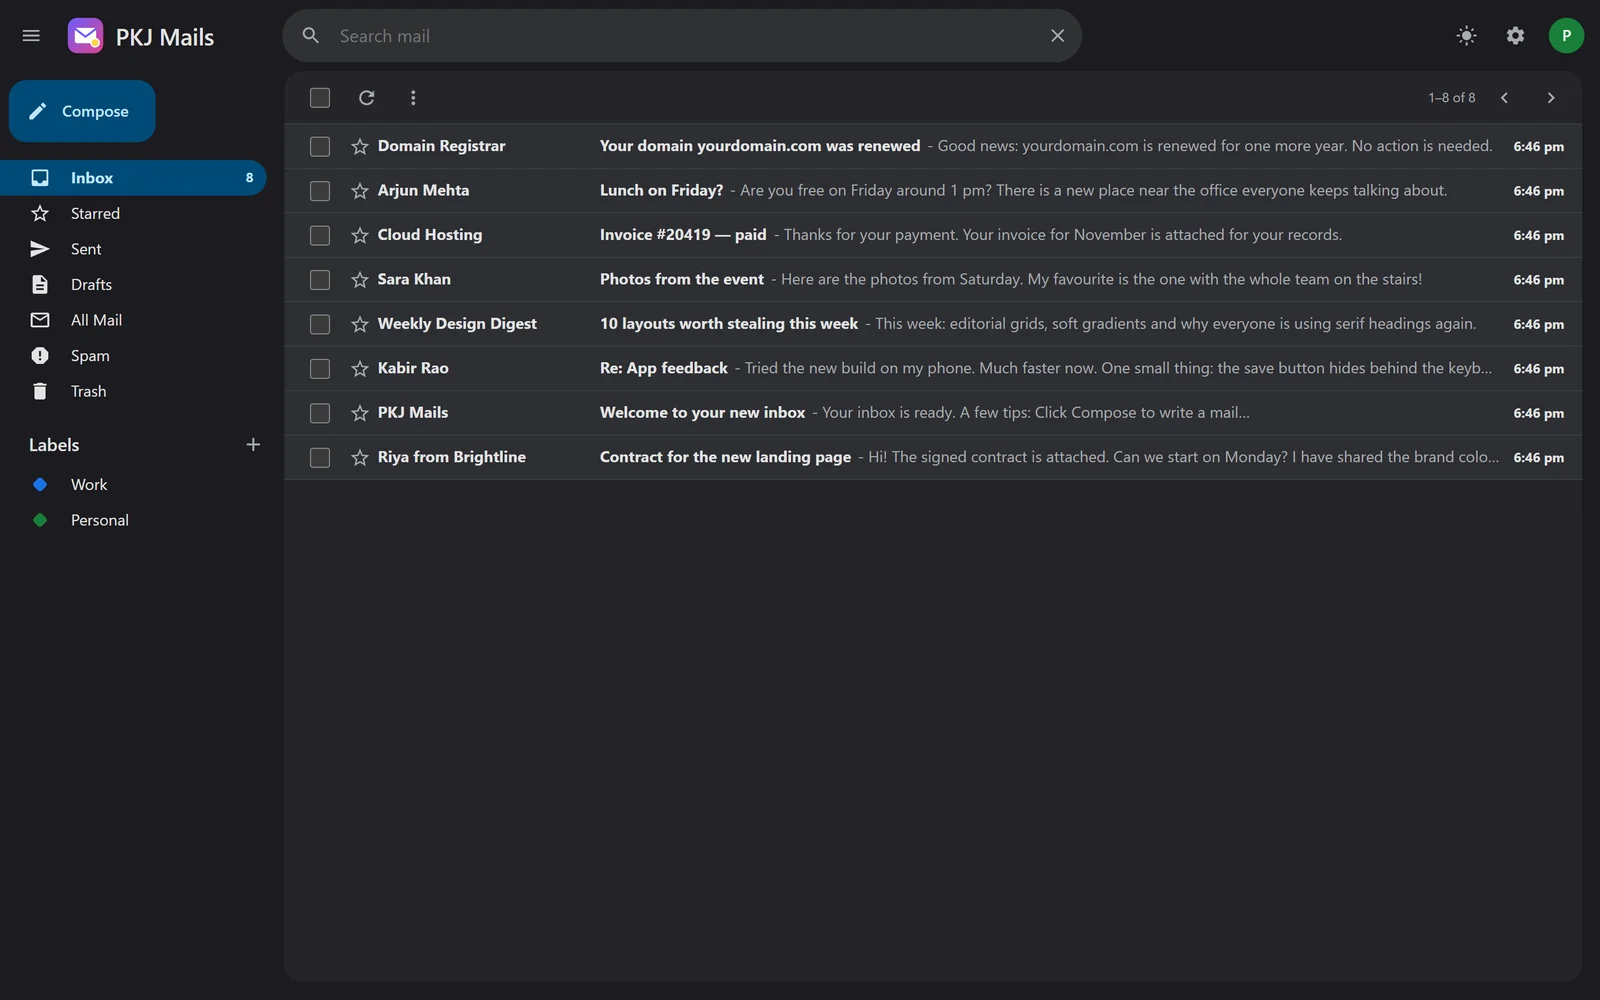 PKJ Mails
Search mail
P
Compose
Inbox 8
Starred
Sent
Drafts
All Mail
Spam
Trash
Labels
Work
Personal
1–8 of 8
Domain Registrar Your domain yourdomain.com was renewed - Good news: yourdomain.com is renewed for one more year. No action is needed. 6:46 pm
Arjun Mehta Lunch on Friday? - Are you free on Friday around 1 pm? There is a new place near the office everyone keeps talking about. 6:46 pm
Cloud Hosting Invoice #20419 — paid - Thanks for your payment. Your invoice for November is attached for your records. 6:46 pm
Sara Khan Photos from the event - Here are the photos from Saturday. My favourite is the one with the whole team on the stairs! 6:46 pm
Weekly Design Digest 10 layouts worth stealing this week - This week: editorial grids, soft gradients and why everyone is using serif headings again. 6:46 pm
Kabir Rao Re: App feedback - Tried the new build on my phone. Much faster now. One small thing: the save button hides behind the keyb... 6:46 pm
PKJ Mails Welcome to your new inbox - Your inbox is ready. A few tips: Click Compose to write a mail... 6:46 pm
Riya from Brightline Contract for the new landing page - Hi! The signed contract is attached. Can we start on Monday? I have shared the brand colo... 6:46 pm